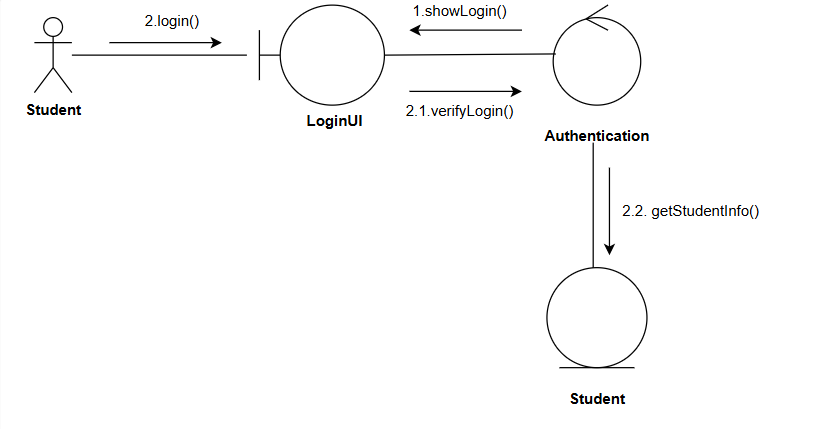 1.showLogin()
2.login()
Student
LoginUI
2.1.verifyLogin()
Authentication
2.2. getStudentInfo()
Student